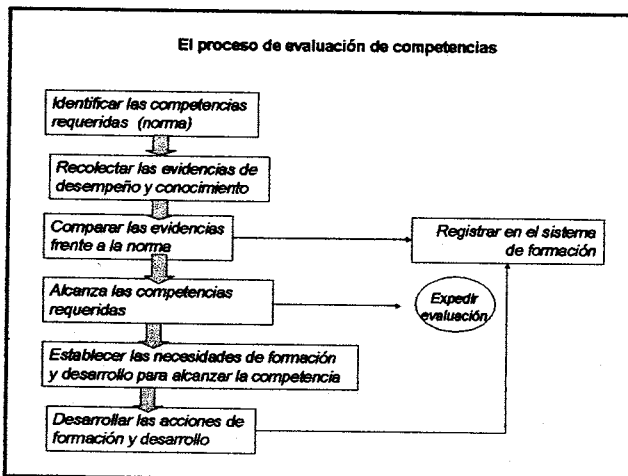 El proceso de evaluación de competencias
Identificar las competencias
requeridas (norma)
Recolectar las evidencias de
desempeño y conocimiento
Comparar las evidencias
frente a la norma
Registrar en el sistema
de formación
Alcanza las competencias
requeridas
Expedir
evaluación
Establecer las necesidades de formación
y desarrollo para alcanzar la competencia
Desarrollar las acciones de
formación y desarrollo